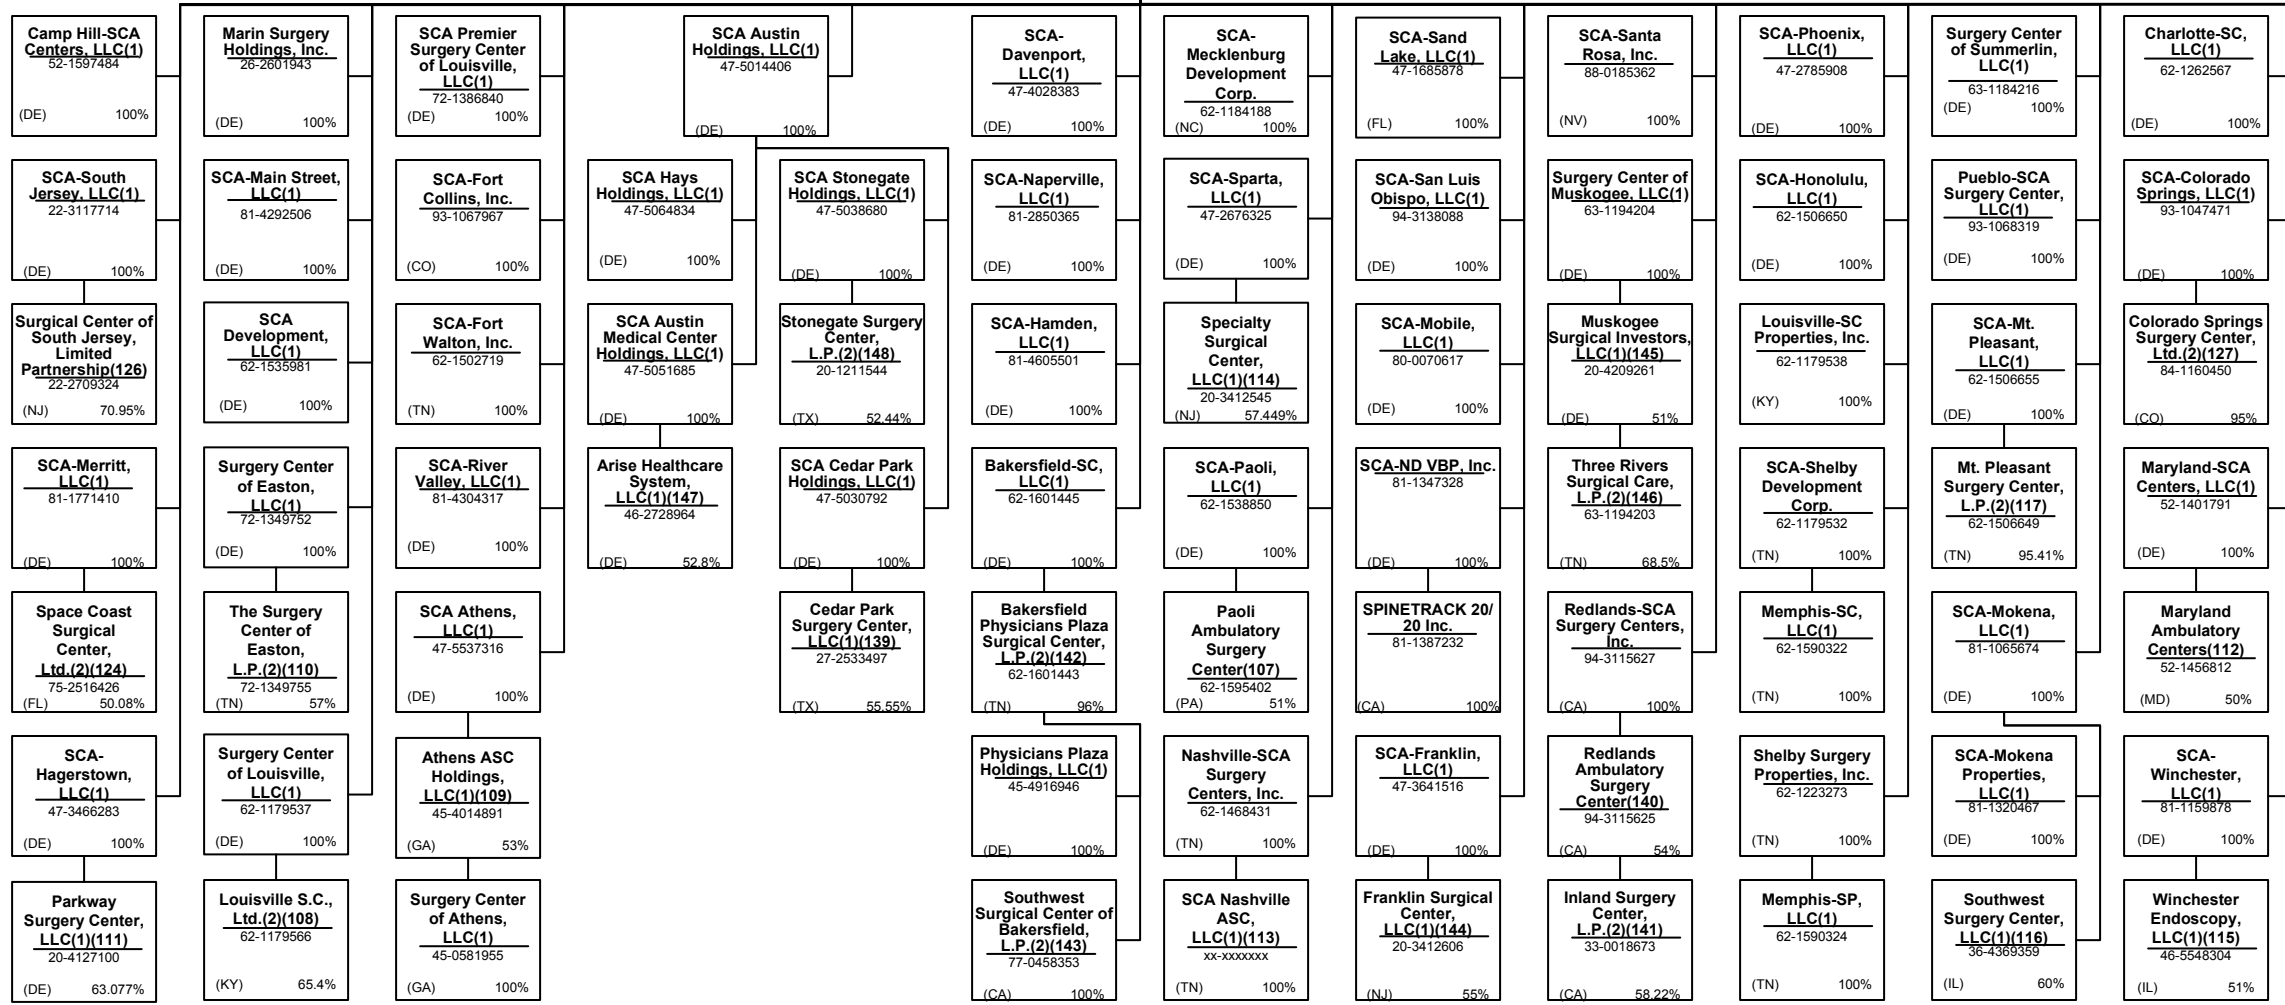 Camp Hill-SCA
Centers, LLC(1)
52-1597484
(DE) 100%
Marin Surgery
Holdings, Inc.
26-2601943
(DE) 100%
SCA Premier
Surgery Center
of Louisville,
LLC(1)
72-1386840
(DE) 100%
SCA Austin
Holdings, LLC(1)
47-5014406
(DE) 100%
SCA-
Davenport,
LLC(1)
47-4028383
(DE) 100%
SCA-
Mecklenburg
Development
Corp.
62-1184188
(NC) 100%
SCA-Sand
Lake, LLC(1)
47-1685878
(FL) 100%
SCA-Santa
Rosa, Inc.
88-0185362
(NV) 100%
SCA-Phoenix,
LLC(1)
47-2785908
(DE) 100%
Surgery Center
of Summerlin,
LLC(1)
63-1184216
(DE) 100%
Charlotte-SC,
LLC(1)
62-1262567
(DE) 100%
SCA-South
Jersey, LLC(1)
22-3117714
(DE) 100%
SCA-Main Street,
LLC(1)
81-4292506
(DE) 100%
SCA-Fort
Collins, Inc.
93-1067967
(CO) 100%
SCA Hays
Holdings, LLC(1)
47-5064834
(DE) 100%
SCA Stonegate
Holdings, LLC(1)
47-5038680
(DE) 100%
SCA-Naperville,
LLC(1)
81-2850365
(DE) 100%
SCA-Sparta,
LLC(1)
47-2676325
(DE) 100%
SCA-San Luis
Obispo, LLC(1)
94-3138088
(DE) 100%
Surgery Center of
Muskogee, LLC(1)
63-1194204
(DE) 100%
SCA-Honolulu,
LLC(1)
62-1506650
(DE) 100%
Pueblo-SCA
Surgery Center,
LLC(1)
93-1068319
(DE) 100%
SCA-Colorado
Springs, LLC(1)
93-1047471
(DE) 100%
Surgical Center of
South Jersey,
Limited
Partnership(126)
22-2709324
(NJ) 70.95%
SCA
Development,
LLC(1)
62-1535981
(DE) 100%
SCA-Fort
Walton, Inc.
62-1502719
(TN) 100%
SCA Austin
Medical Center
Holdings, LLC(1)
47-5051685
(DE) 100%
Stonegate Surgery
Center,
L.P.(2)(148)
20-1211544
(TX) 52.44%
SCA-Hamden,
LLC(1)
81-4605501
(DE) 100%
Specialty
Surgical
Center,
LLC(1)(114)
20-3412545
(NJ) 57.449%
SCA-Mobile,
LLC(1)
80-0070617
(DE) 100%
Muskogee
Surgical Investors,
LLC(1)(145)
20-4209261
(DE) 51%
Louisville-SC
Properties, Inc.
62-1179538
(KY) 100%
SCA-Mt.
Pleasant,
LLC(1)
62-1506655
(DE) 100%
Colorado Springs
Surgery Center,
Ltd.(2)(127)
84-1160450
(CO) 95%
SCA-Merritt,
LLC(1)
81-1771410
(DE) 100%
Surgery Center
of Easton,
LLC(1)
72-1349752
(DE) 100%
SCA-River
Valley, LLC(1)
81-4304317
(DE) 100%
Arise Healthcare
System,
LLC(1)(147)
46-2728964
(DE) 52.8%
SCA Cedar Park
Holdings, LLC(1)
47-5030792
(DE) 100%
Bakersfield-SC,
LLC(1)
62-1601445
(DE) 100%
SCA-Paoli,
LLC(1)
62-1538850
(DE) 100%
SCA-ND VBP, Inc.
81-1347328
(DE) 100%
Three Rivers
Surgical Care,
L.P.(2)(146)
63-1194203
(TN) 68.5%
SCA-Shelby
Development
Corp.
62-1179532
(TN) 100%
Mt. Pleasant
Surgery Center,
L.P.(2)(117)
62-1506649
(TN) 95.41%
Maryland-SCA
Centers, LLC(1)
52-1401791
(DE) 100%
Space Coast
Surgical
Center,
Ltd.(2)(124)
75-2516426
(FL) 50.08%
The Surgery
Center of
Easton,
L.P.(2)(110)
72-1349755
(TN) 57%
SCA Athens,
LLC(1)
47-5537316
(DE) 100%
Cedar Park
Surgery Center,
LLC(1)(139)
27-2533497
(TX) 55.55%
Bakersfield
Physicians Plaza
Surgical Center,
L.P.(2)(142)
62-1601443
(TN) 96%
Paoli
Ambulatory
Surgery
Center(107)
62-1595402
(PA) 51%
SPINETRACK 20/
20 Inc.
81-1387232
(CA) 100%
Redlands-SCA
Surgery Centers,
Inc.
94-3115627
(CA) 100%
Memphis-SC,
LLC(1)
62-1590322
(TN) 100%
SCA-Mokena,
LLC(1)
81-1065674
(DE) 100%
Maryland
Ambulatory
Centers(112)
52-1456812
(MD) 50%
SCA-
Hagerstown,
LLC(1)
47-3466283
(DE) 100%
Surgery Center
of Louisville,
LLC(1)
62-1179537
(DE) 100%
Athens ASC
Holdings,
LLC(1)(109)
45-4014891
(GA) 53%
Physicians Plaza
Holdings, LLC(1)
45-4916946
(DE) 100%
Nashville-SCA
Surgery
Centers, Inc.
62-1468431
(TN) 100%
SCA-Franklin,
LLC(1)
47-3641516
(DE) 100%
Redlands
Ambulatory
Surgery
Center(140)
94-3115625
(CA) 54%
Shelby Surgery
Properties, Inc.
62-1223273
(TN) 100%
SCA-Mokena
Properties,
LLC(1)
81-1320467
(DE) 100%
SCA-
Winchester,
LLC(1)
81-1159878
(DE) 100%
Parkway
Surgery Center,
LLC(1)(111)
20-4127100
(DE) 63.077%
Louisville S.C.,
Ltd.(2)(108)
62-1179566
(KY) 65.4%
Surgery Center
of Athens,
LLC(1)
45-0581955
(GA) 100%
Southwest
Surgical Center of
Bakersfield,
L.P.(2)(143)
77-0458353
(CA) 100%
SCA Nashville
ASC,
LLC(1)(113)
xx-xxxxxxx
(TN) 100%
Franklin Surgical
Center,
LLC(1)(144)
20-3412606
(NJ) 55%
Inland Surgery
Center,
L.P.(2)(141)
33-0018673
(CA) 58.22%
Memphis-SP,
LLC(1)
62-1590324
(TN) 100%
Southwest
Surgery Center,
LLC(1)(116)
36-4369359
(IL) 60%
Winchester
Endoscopy,
LLC(1)(115)
46-5548304
(IL) 51%